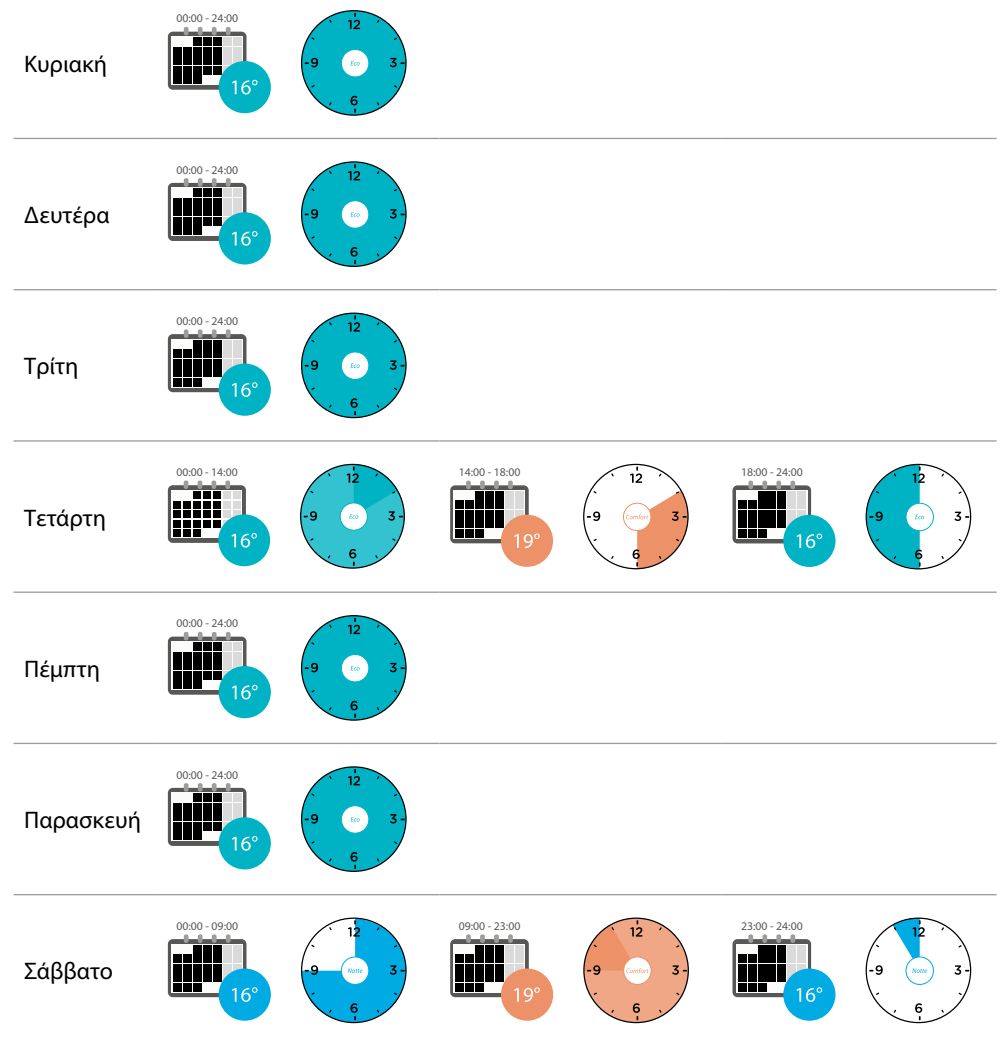 00:00 - 24:00
Κυριακή
16°
12
9
3
6
Eco
00:00 - 24:00
Δευτέρα
16°
12
9
3
6
Eco
00:00 - 24:00
Τρίτη
16°
12
9
3
6
Eco
00:00 - 14:00
14:00 - 18:00
18:00 - 24:00
Τετάρτη
16°
12
9
3
6
Eco
19°
12
9
3
6
Comfort
16°
12
9
3
6
Eco
00:00 - 24:00
Πέμπτη
16°
12
9
3
6
Eco
00:00 - 24:00
Παρασκευή
16°
12
9
3
6
Eco
00:00 - 09:00
09:00 - 23:00
23:00 - 24:00
Σάββατο
16°
12
9
3
6
Notte
19°
12
9
3
6
Comfort
16°
12
9
3
6
Notte